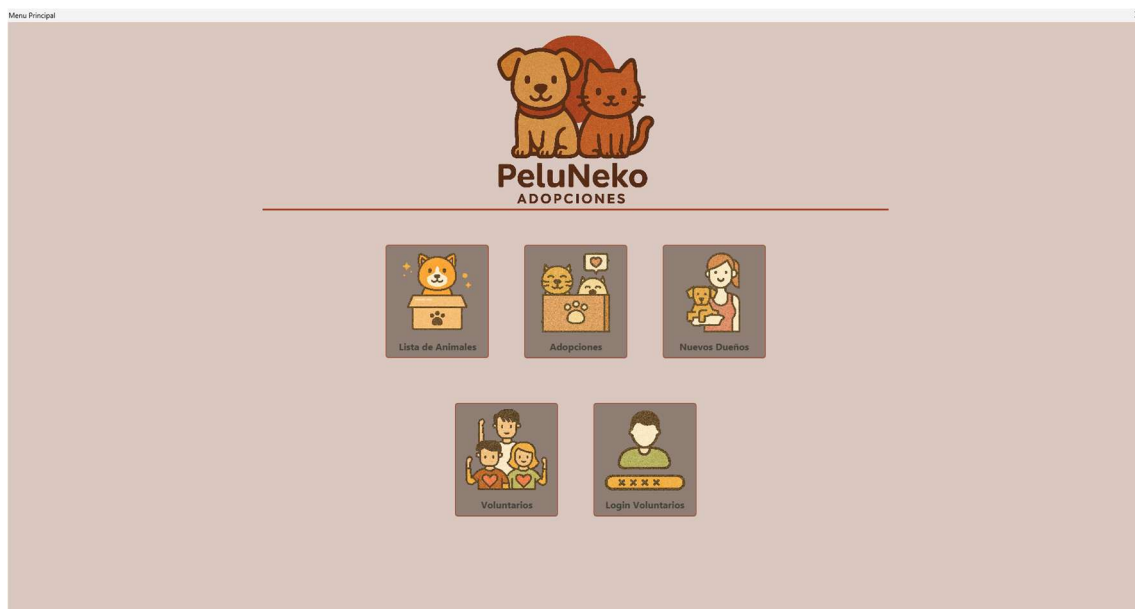 Menu Principal
PeluNeko
ADOPCIONES
Lista de Animales
Adopciones
Nuevos Dueños
Voluntarios
Login Voluntarios